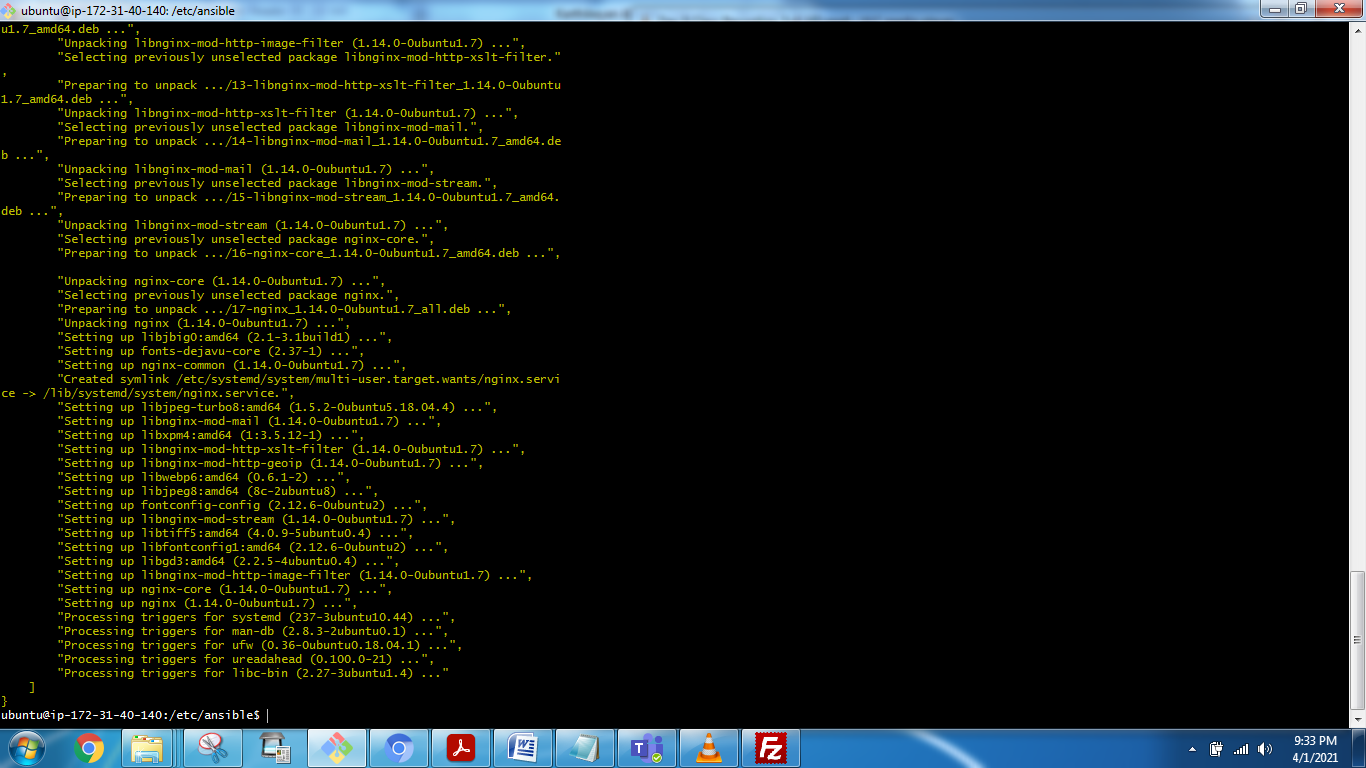 ubuntu@ip-172-31-40-140: /etc/ansible
u1.7_amd64.deb ...",
"Unpacking libnginx-mod-http-image-filter (1.14.0-0ubuntu1.7) ...",
"Selecting previously unselected package libnginx-mod-http-xslt-filter."
,
"Preparing to unpack .../13-libnginx-mod-http-xslt-filter_1.14.0-0ubuntu
1.7_amd64.deb ...",
"Unpacking libnginx-mod-http-xslt-filter (1.14.0-0ubuntu1.7) ...",
"Selecting previously unselected package libnginx-mod-mail.",
"Preparing to unpack .../14-libnginx-mod-mail_1.14.0-0ubuntu1.7_amd64.de
b ...",
"Unpacking libnginx-mod-mail (1.14.0-0ubuntu1.7) ...",
"Selecting previously unselected package libnginx-mod-stream.",
"Preparing to unpack .../15-libnginx-mod-stream_1.14.0-0ubuntu1.7_amd64.
deb ...",
"Unpacking libnginx-mod-stream (1.14.0-0ubuntu1.7) ...",
"Selecting previously unselected package nginx-core.",
"Preparing to unpack .../16-nginx-core_1.14.0-0ubuntu1.7_amd64.deb ...",
"Unpacking nginx-core (1.14.0-0ubuntu1.7) ...",
"Selecting previously unselected package nginx.",
"Preparing to unpack .../17-nginx_1.14.0-0ubuntu1.7_all.deb ...",
"Unpacking nginx (1.14.0-0ubuntu1.7) ...",
"Setting up libjbig0:amd64 (2.1-3.1build1) ...",
"Setting up fonts-dejavu-core (2.37-1) ...",
"Setting up nginx-common (1.14.0-0ubuntu1.7) ...",
"Created symlink /etc/systemd/system/multi-user.target.wants/nginx.servi
ce -> /lib/systemd/system/nginx.service.",
"Setting up libjpeg-turbo8:amd64 (1.5.2-0ubuntu5.18.04.4) ...",
"Setting up libnginx-mod-mail (1.14.0-0ubuntu1.7) ...",
"Setting up libxpm4:amd64 (1:3.5.12-1) ...",
"Setting up libnginx-mod-http-xslt-filter (1.14.0-0ubuntu1.7) ...",
"Setting up libnginx-mod-http-geoip (1.14.0-0ubuntu1.7) ...",
"Setting up libwebp6:amd64 (0.6.1-2) ...",
"Setting up libjpeg8:amd64 (8c-2ubuntu8) ...",
"Setting up fontconfig-config (2.12.6-0ubuntu2) ...",
"Setting up libnginx-mod-stream (1.14.0-0ubuntu1.7) ...",
"Setting up libtiff5:amd64 (4.0.9-5ubuntu0.4) ...",
"Setting up libfontconfig1:amd64 (2.12.6-0ubuntu2) ...",
"Setting up libgd3:amd64 (2.2.5-4ubuntu0.4) ...",
"Setting up libnginx-mod-http-image-filter (1.14.0-0ubuntu1.7) ...",
"Setting up nginx-core (1.14.0-0ubuntu1.7) ...",
"Setting up nginx (1.14.0-0ubuntu1.7) ...",
"Processing triggers for systemd (237-3ubuntu10.44) ...",
"Processing triggers for man-db (2.8.3-2ubuntu0.1) ...",
"Processing triggers for ufw (0.36-0ubuntu0.18.04.1) ...",
"Processing triggers for ureadahead (0.100.0-21) ...",
"Processing triggers for libc-bin (2.27-3ubuntu1.4) ..."
]
}
ubuntu@ip-172-31-40-140:/etc/ansible$
9:33 PM
4/1/2021